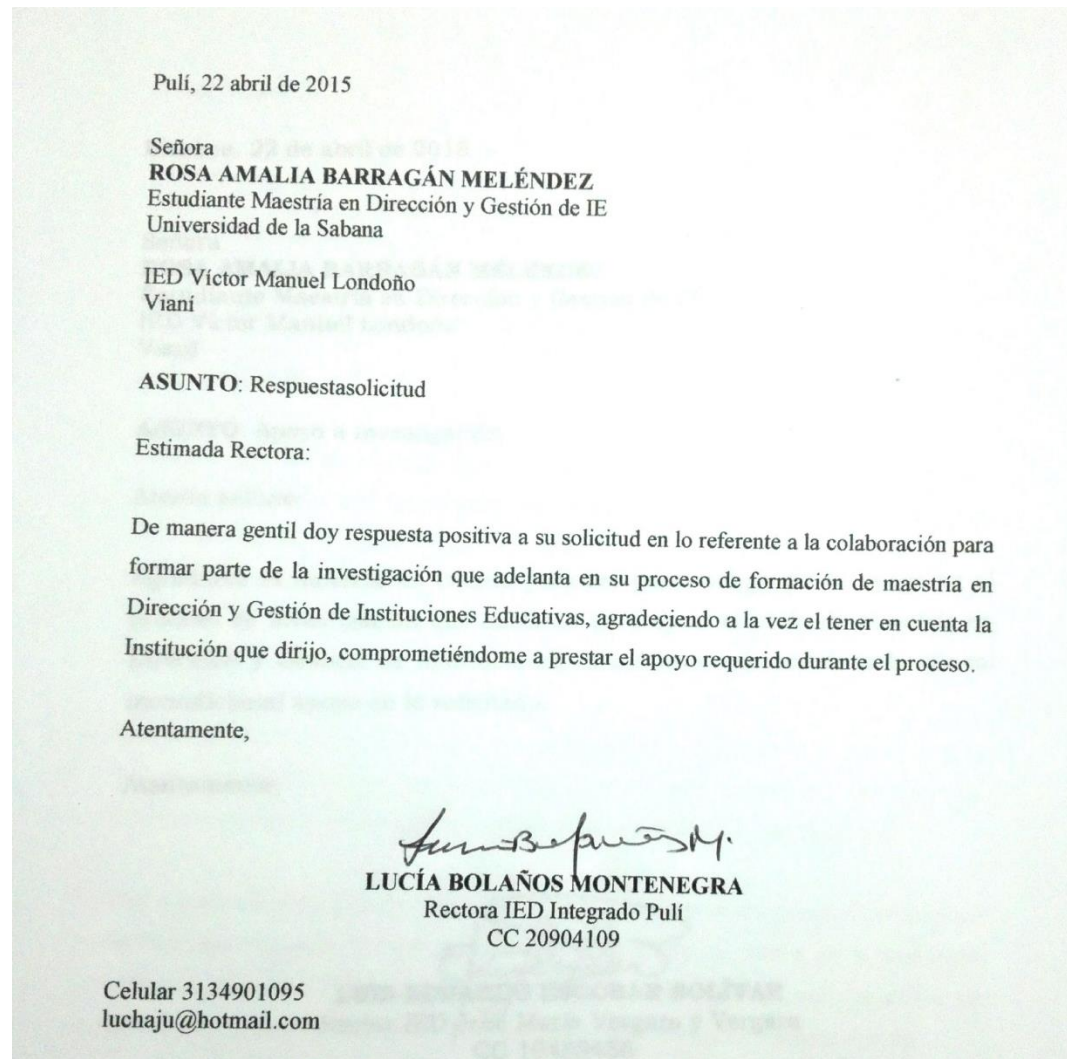 Pulí, 22 abril de 2015
Señora
ROSA AMALIA BARRAGÁN MELÉNDEZ
Estudiante Maestría en Dirección y Gestión de IE
Universidad de la Sabana
IED Víctor Manuel Londoño
Vianí
ASUNTO: Respuestasolicitud
Estimada Rectora:
De manera gentil doy respuesta positiva a su solicitud en lo referente a la colaboración para
formar parte de la investigación que adelanta en su proceso de formación de maestría en
Dirección y Gestión de Instituciones Educativas, agradeciendo a la vez el tener en cuenta la
Institución que dirijo, comprometiéndome a prestar el apoyo requerido durante el proceso.
Atentamente,
LUCÍA BOLAÑOS MONTENEGRA
Rectora IED Integrado Pulí
CC 20904109
Celular 3134901095
luchaju@hotmail.com